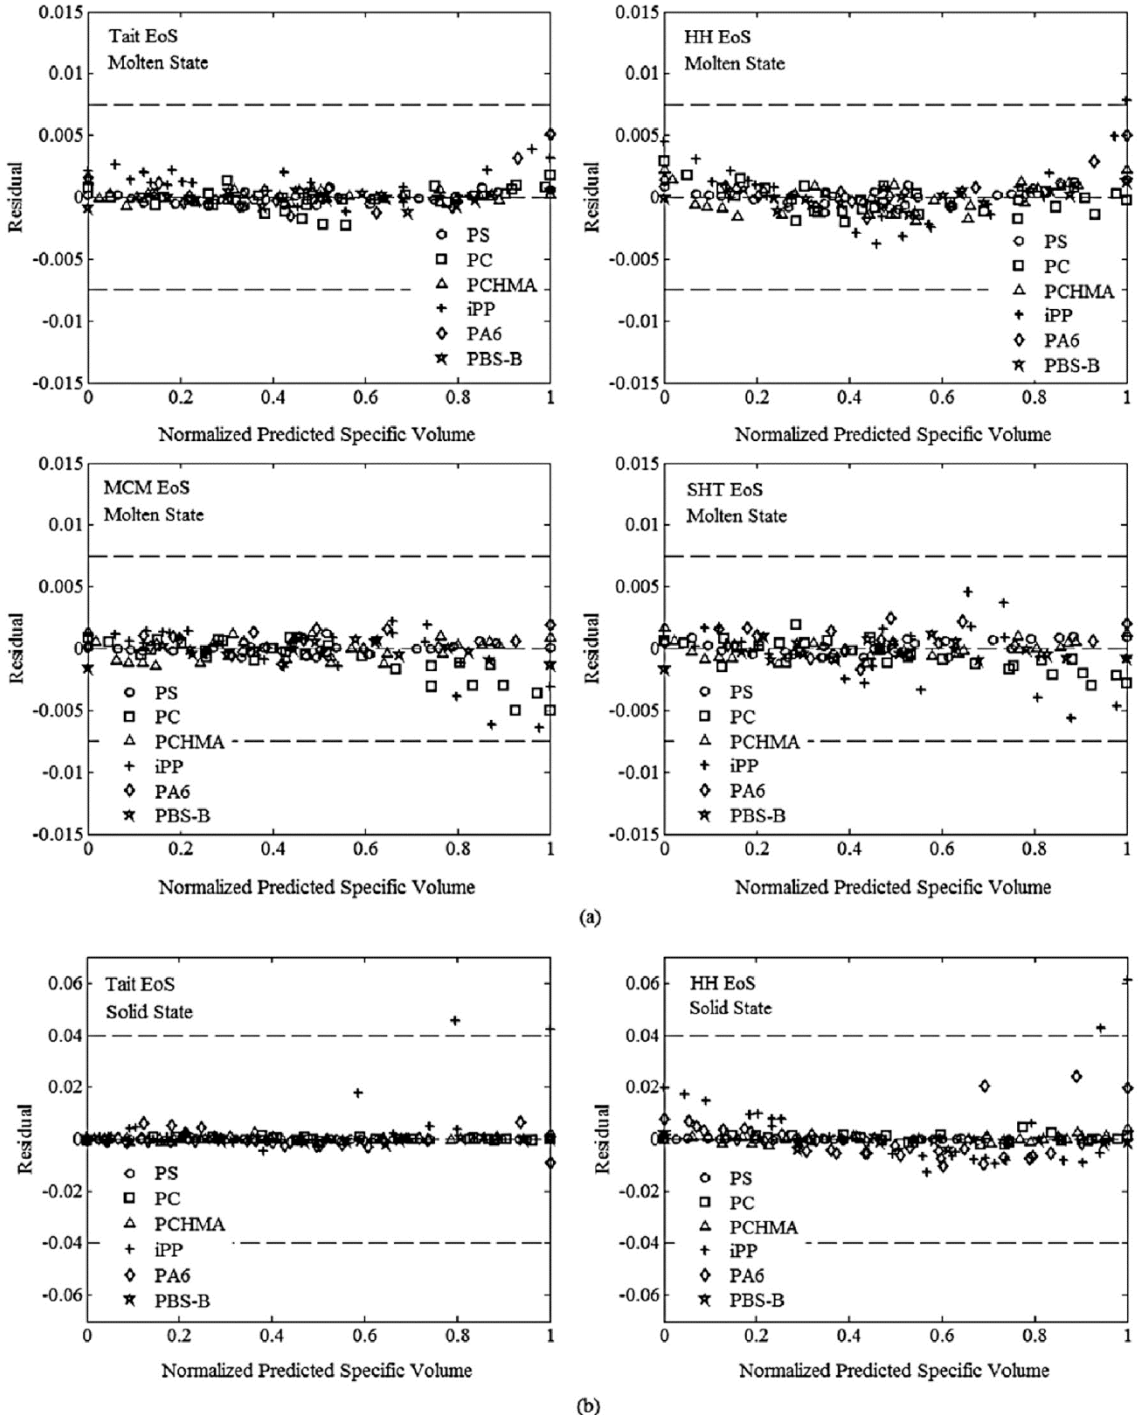 Tait EoS
Molten State
0.015
0.01
0.005
0
-0.005
-0.01
-0.015
Residual
PS
PC
PCHMA
iPP
PA6
PBS-B
0 0.2 0.4 0.6 0.8 1
Normalized Predicted Specific Volume
HH EoS
Molten State
0.015
0.01
0.005
0
-0.005
-0.01
-0.015
Residual
PS
PC
PCHMA
iPP
PA6
PBS-B
0 0.2 0.4 0.6 0.8 1
Normalized Predicted Specific Volume
MCM EoS
Molten State
0.015
0.01
0.005
0
-0.005
-0.01
-0.015
Residual
PS
PC
PCHMA
iPP
PA6
PBS-B
0 0.2 0.4 0.6 0.8 1
Normalized Predicted Specific Volume
SHT EoS
Molten State
0.015
0.01
0.005
0
-0.005
-0.01
-0.015
Residual
PS
PC
PCHMA
iPP
PA6
PBS-B
0 0.2 0.4 0.6 0.8 1
Normalized Predicted Specific Volume
(a)
Tait EoS
Solid State
0.06
0.04
0.02
0
-0.02
-0.04
-0.06
Residual
PS
PC
PCHMA
iPP
PA6
PBS-B
0 0.2 0.4 0.6 0.8 1
Normalized Predicted Specific Volume
HH EoS
Solid State
0.06
0.04
0.02
0
-0.02
-0.04
-0.06
Residual
PS
PC
PCHMA
iPP
PA6
PBS-B
0 0.2 0.4 0.6 0.8 1
Normalized Predicted Specific Volume
(b)